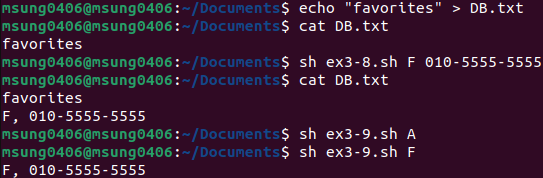 msung0406@msung0406:~/Documents$ echo "favorites" > DB.txt
msung0406@msung0406:~/Documents$ cat DB.txt
favorites
msung0406@msung0406:~/Documents$ sh ex3-8.sh F 010-5555-5555
msung0406@msung0406:~/Documents$ cat DB.txt
favorites
F, 010-5555-5555
msung0406@msung0406:~/Documents$ sh ex3-9.sh A
msung0406@msung0406:~/Documents$ sh ex3-9.sh F
F, 010-5555-5555